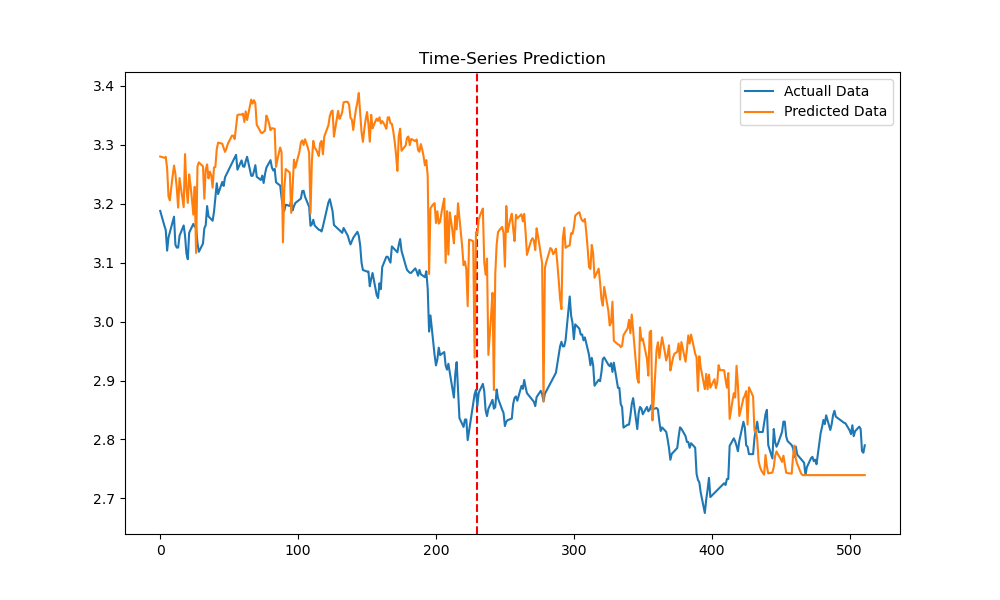 Time-Series Prediction
Actuall Data
Predicted Data
3.4
3.3
3.2
3.1
3.0
2.9
2.8
2.7
0 100 200 300 400 500